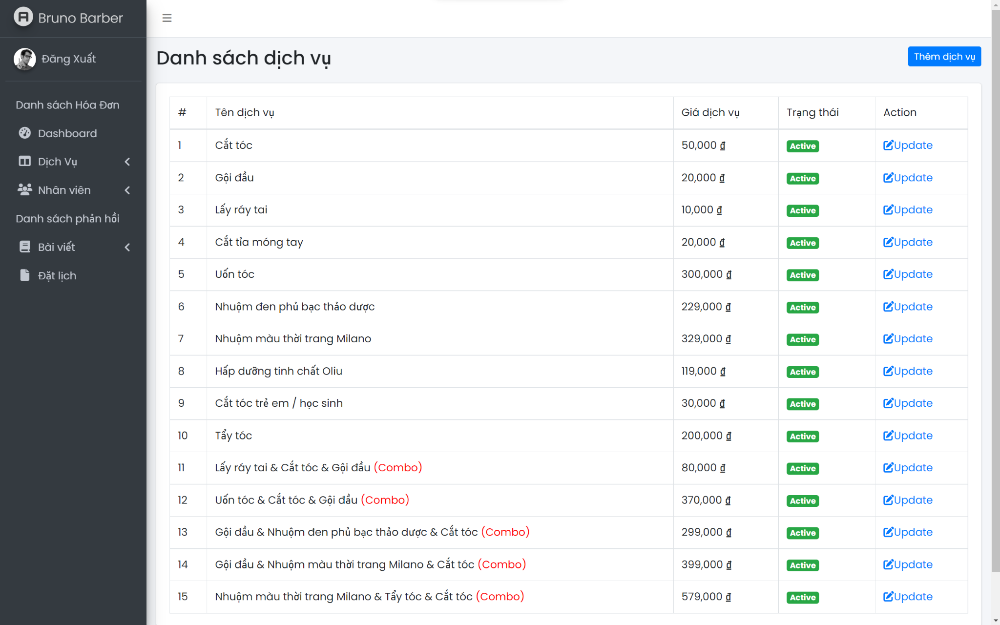 Bruno Barber
Đăng Xuất
Danh sách Hóa Đơn
Dashboard
Dịch Vụ
Nhân viên
Danh sách phản hồi
Bài viết
Đặt lịch
Danh sách dịch vụ
Thêm dịch vụ
# Tên dịch vụ Giá dịch vụ Trạng thái Action
1 Cắt tóc 50,000 ₫ Active Update
2 Gội đầu 20,000 ₫ Active Update
3 Lấy ráy tai 10,000 ₫ Active Update
4 Cắt tỉa móng tay 20,000 ₫ Active Update
5 Uốn tóc 300,000 ₫ Active Update
6 Nhuộm đen phủ bạc thảo dược 229,000 ₫ Active Update
7 Nhuộm màu thời trang Milano 329,000 ₫ Active Update
8 Hấp dưỡng tinh chất Oliu 119,000 ₫ Active Update
9 Cắt tóc trẻ em / học sinh 30,000 ₫ Active Update
10 Tẩy tóc 200,000 ₫ Active Update
11 Lấy ráy tai & Cắt tóc & Gội đầu (Combo) 80,000 ₫ Active Update
12 Uốn tóc & Cắt tóc & Gội đầu (Combo) 370,000 ₫ Active Update
13 Gội đầu & Nhuộm đen phủ bạc thảo dược & Cắt tóc (Combo) 299,000 ₫ Active Update
14 Gội đầu & Nhuộm màu thời trang Milano & Cắt tóc (Combo) 399,000 ₫ Active Update
15 Nhuộm màu thời trang Milano & Tẩy tóc & Cắt tóc (Combo) 579,000 ₫ Active Update